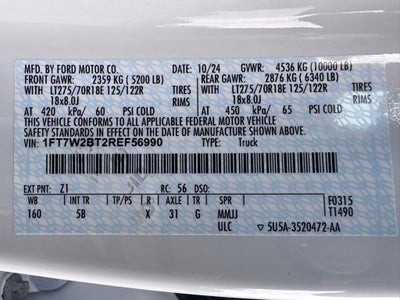 MFD. BY FORD MOTOR CO. 10/24 GVWR: 4536 KG (10000 LB)
FRONT GAWR: 2359 KG (5200 LB) REAR GAWR: 2876 KG (6340 LB)
WITH LT275/70R18E 125/122R WITH LT275/70R18E 125/122R TIRES
18x8.0J TIRES 18x8.0J RIMS
AT 420 kPa/ 60 PSI COLD RIMS AT 450 kPa/ 65 PSI COLD
THIS VEHICLE CONFORMS TO ALL APPLICABLE FEDERAL MOTOR VEHICLE
SAFETY STANDARDS IN EFFECT ON THE DATE OF MANUFACTURE SHOWN ABOVE.
VIN: 1FT7W2BT2REF56990 TYPE: Truck
EXT PNT: Z1 RC: 56 DSO:
WB INT TR TP/PS R AXLE TR SPR F0315
160 5B X 31 G MMJJ T1490
ULC 5U5A-3520472-AA